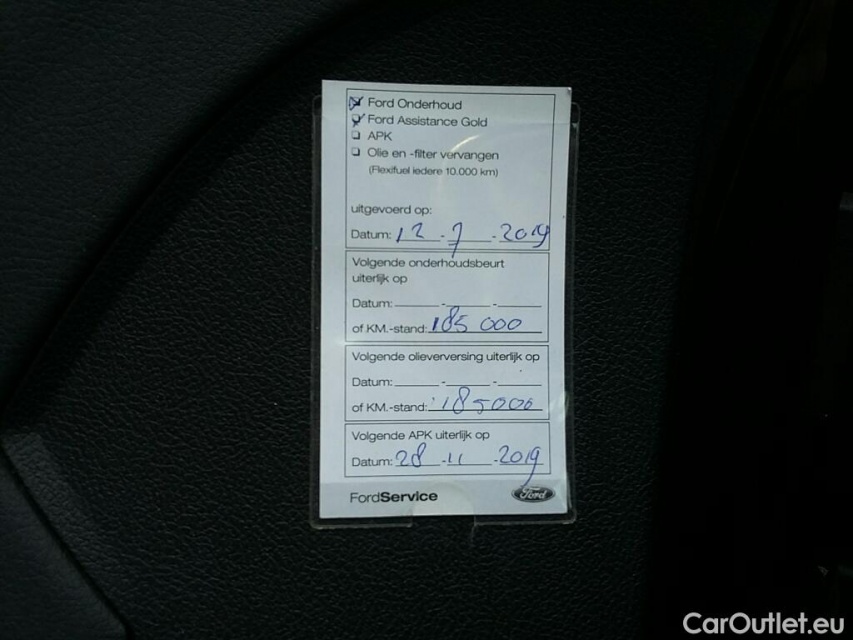 Ford Onderhoud
Ford Assistance Gold
APK
Olie en -filter vervangen
(Flexifuel iedere 10.000 km)
uitgevoerd op:
Datum: 12-7-2019
Volgende onderhoudsbeurt
uiterlijk op
Datum:
of KM.-stand: 185 000
Volgende olieverversing uiterlijk op
Datum:
of KM.-stand: 185000
Volgende APK uiterlijk op
Datum: 28-11-2019
FordService
Ford
CarOutlet.eu